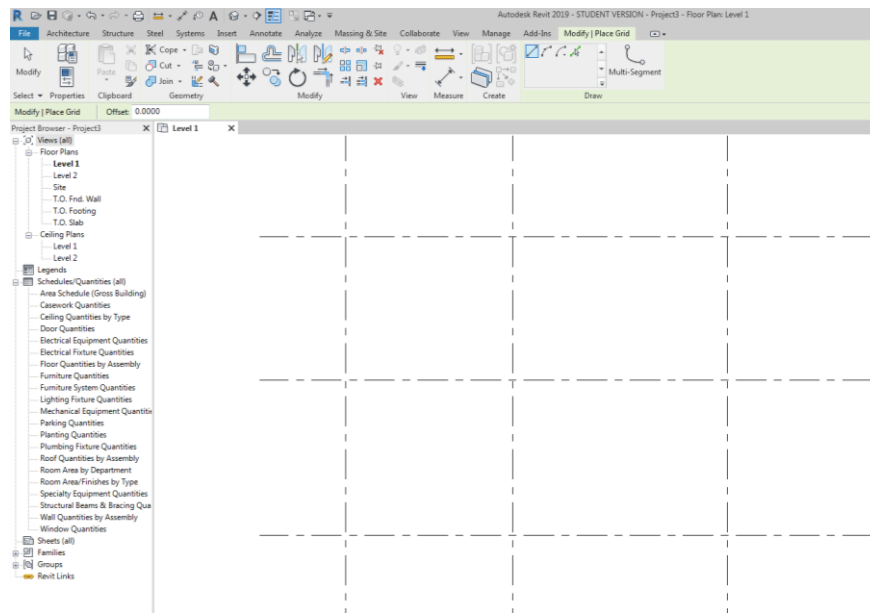 Autodesk Revit 2019 - STUDENT VERSION - Project3 - Floor Plan: Level 1
File Architecture Structure Steel Systems Insert Annotate Analyze Massing & Site Collaborate View Manage Add-Ins Modify | Place Grid
Modify Paste Cope Cut Join Multi-Segment
Select Properties Clipboard Geometry Modify View Measure Create Draw
Modify | Place Grid Offset: 0.0000
Project Browser - Project3 X Level 1 X
Views (all)
Floor Plans
Level 1
Level 2
Site
T.O. Fnd. Wall
T.O. Footing
T.O. Slab
Ceiling Plans
Level 1
Level 2
Legends
Schedules/Quantities (all)
Area Schedule (Gross Building)
Casework Quantities
Ceiling Quantities by Type
Door Quantities
Electrical Equipment Quantities
Electrical Fixture Quantities
Floor Quantities by Assembly
Furniture Quantities
Furniture System Quantities
Lighting Fixture Quantities
Mechanical Equipment Quantitie
Parking Quantities
Planting Quantities
Plumbing Fixture Quantities
Roof Quantities by Assembly
Room Area by Department
Room Area/Finishes by Type
Specialty Equipment Quantities
Structural Beams & Bracing Qua
Wall Quantities by Assembly
Window Quantities
Sheets (all)
Families
Groups
Revit Links